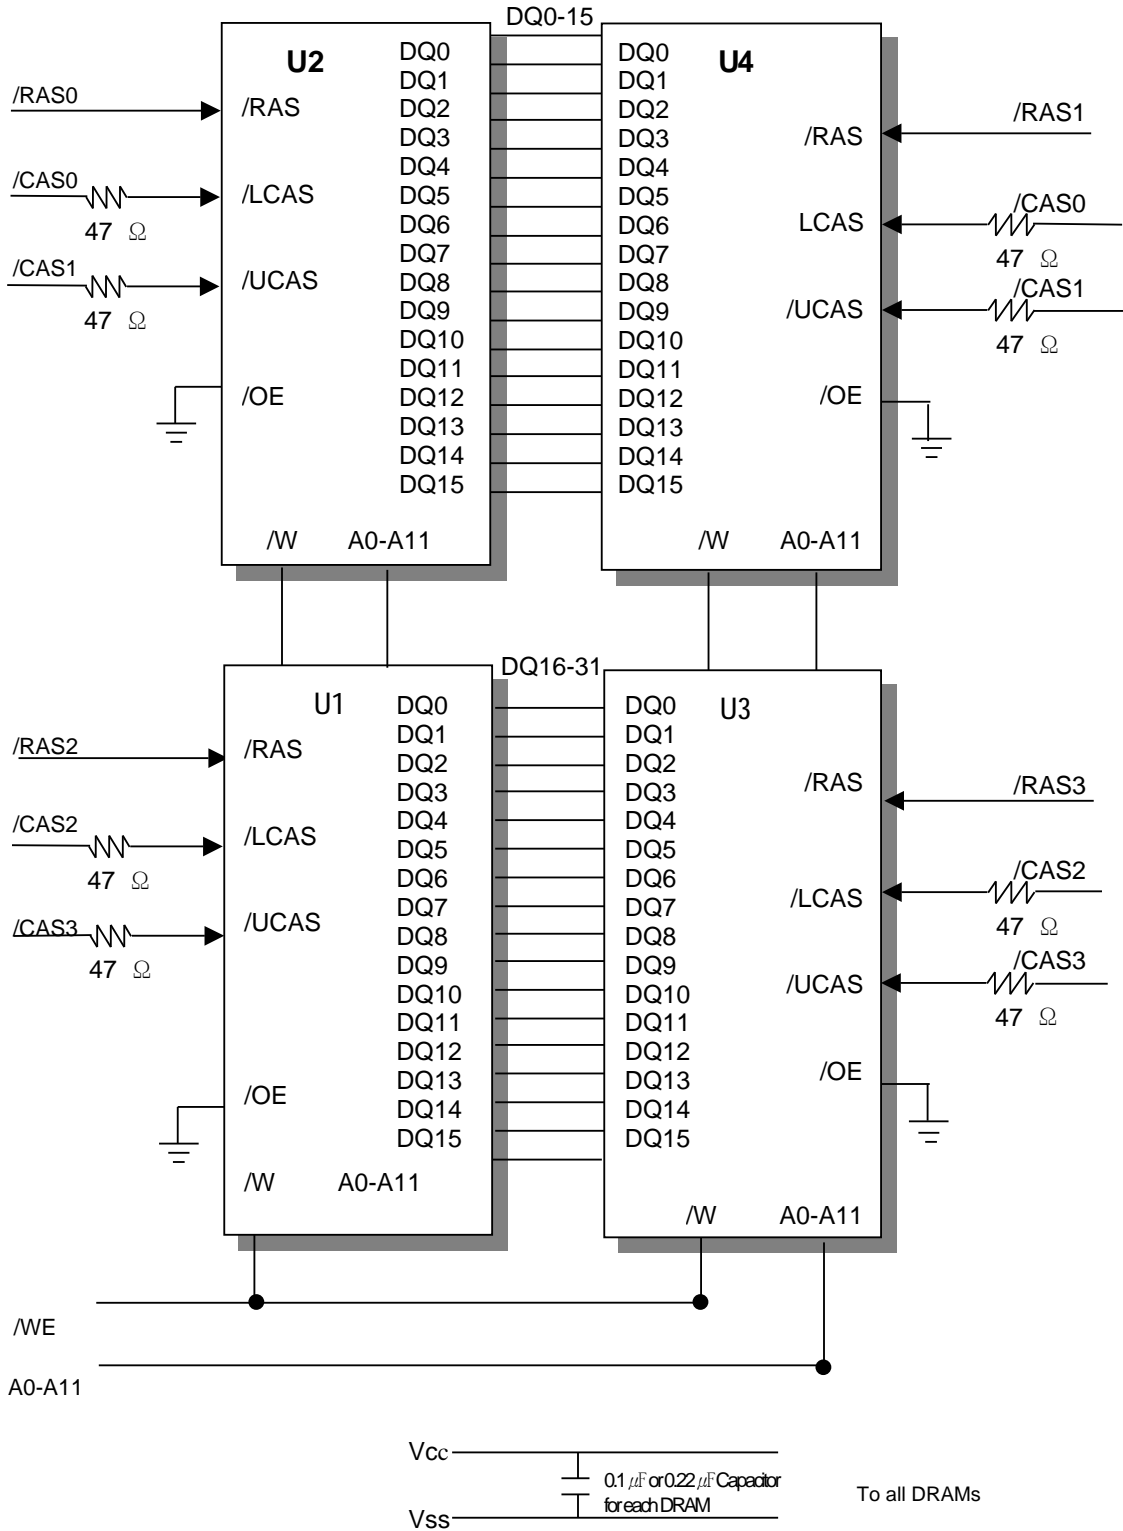 DQ0-15
U2
DQ0
DQ1
DQ2
DQ3
DQ4
DQ5
DQ6
DQ7
DQ8
DQ9
DQ10
DQ11
DQ12
DQ13
DQ14
DQ15
/RAS0
/RAS
/CAS0
/LCAS
47 Ω
/CAS1
/UCAS
47 Ω
/OE
/W A0-A11
U4
DQ0
DQ1
DQ2
DQ3
DQ4
DQ5
DQ6
DQ7
DQ8
DQ9
DQ10
DQ11
DQ12
DQ13
DQ14
DQ15
/RAS
/RAS1
LCAS
/CAS0
47 Ω
/UCAS
/CAS1
47 Ω
/OE
/W A0-A11
DQ16-31
U1
DQ0
DQ1
DQ2
DQ3
DQ4
DQ5
DQ6
DQ7
DQ8
DQ9
DQ10
DQ11
DQ12
DQ13
DQ14
DQ15
/RAS2
/RAS
/CAS2
/LCAS
47 Ω
/CAS3
/UCAS
47 Ω
/OE
/W A0-A11
U3
DQ0
DQ1
DQ2
DQ3
DQ4
DQ5
DQ6
DQ7
DQ8
DQ9
DQ10
DQ11
DQ12
DQ13
DQ14
DQ15
/RAS
/RAS3
/LCAS
/CAS2
47 Ω
/UCAS
/CAS3
47 Ω
/OE
/W A0-A11
/WE
A0-A11
Vcc
0.1 μF or 0.22 μF Capacitor
for each DRAM
To all DRAMs
Vss